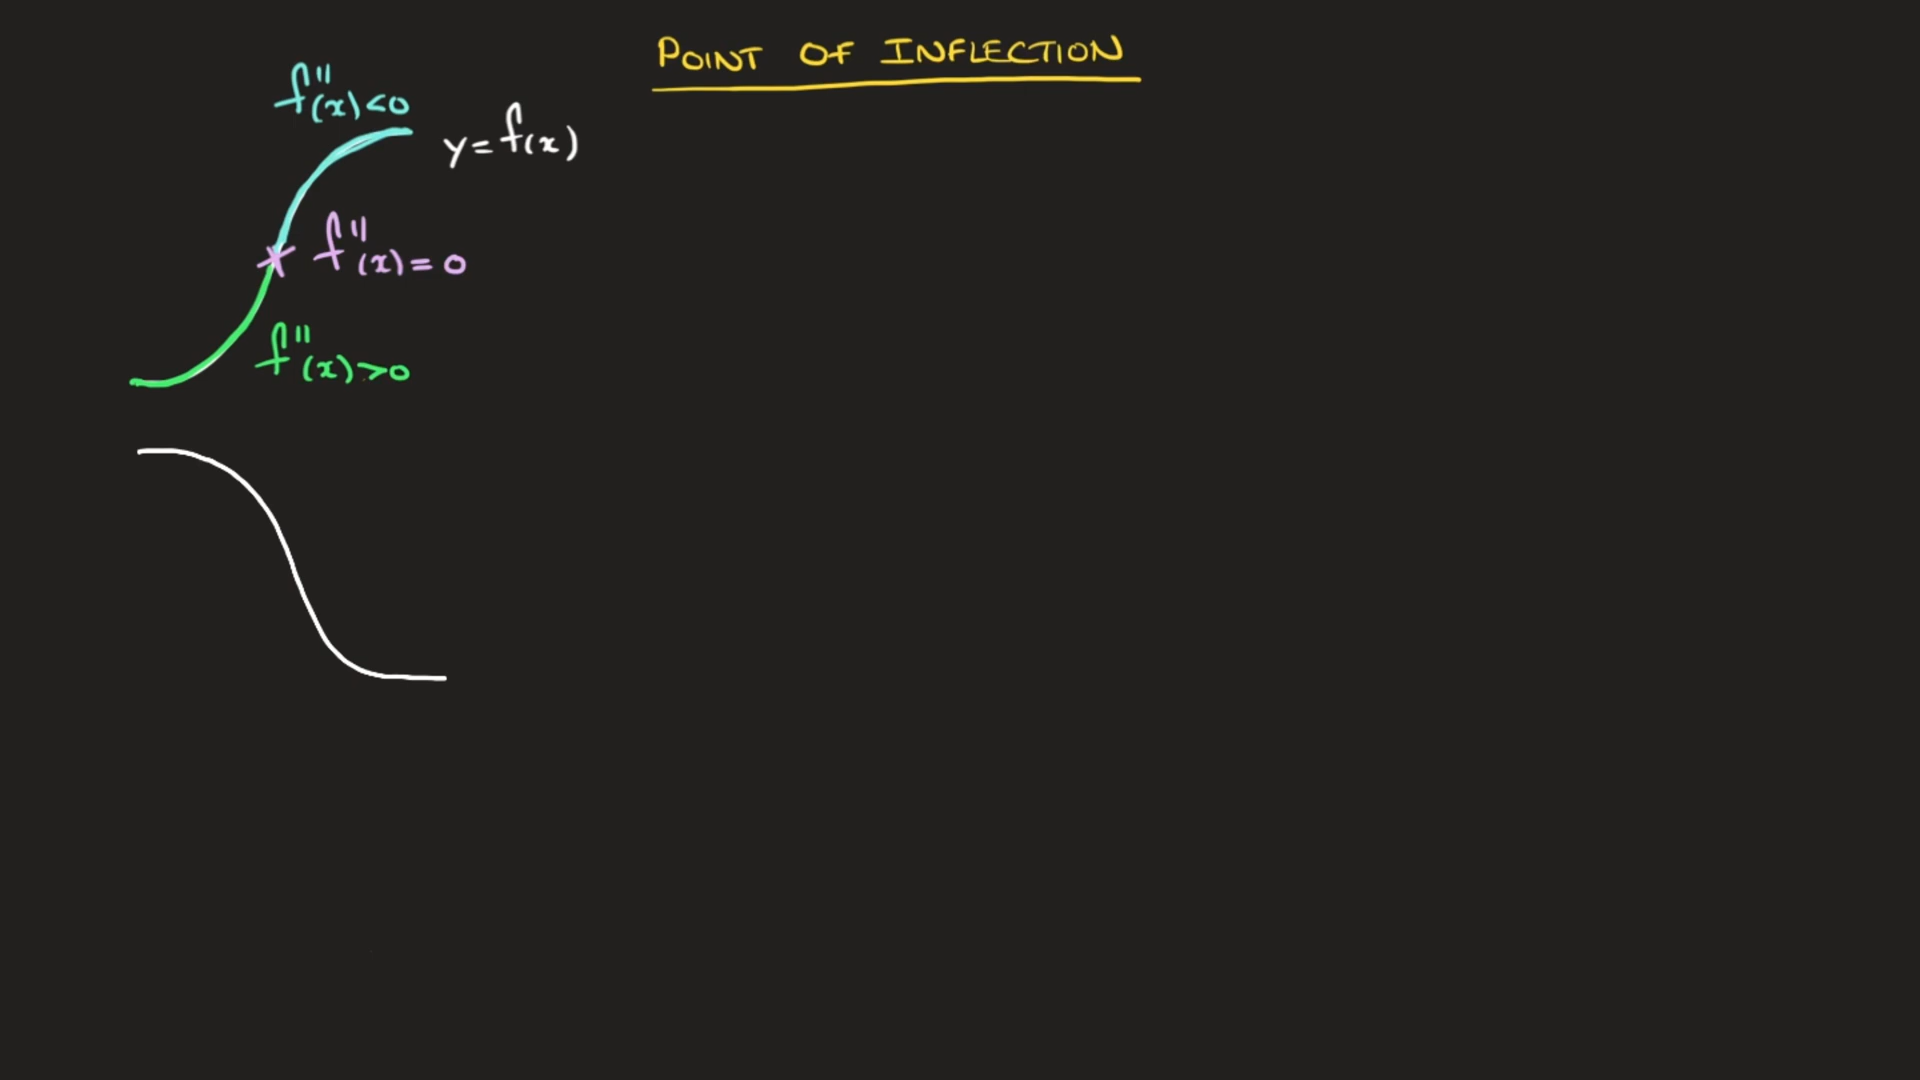 POINT OF INFLECTION
f''(x)<0
y=f(x)
f''(x)=0
f''(x)>0